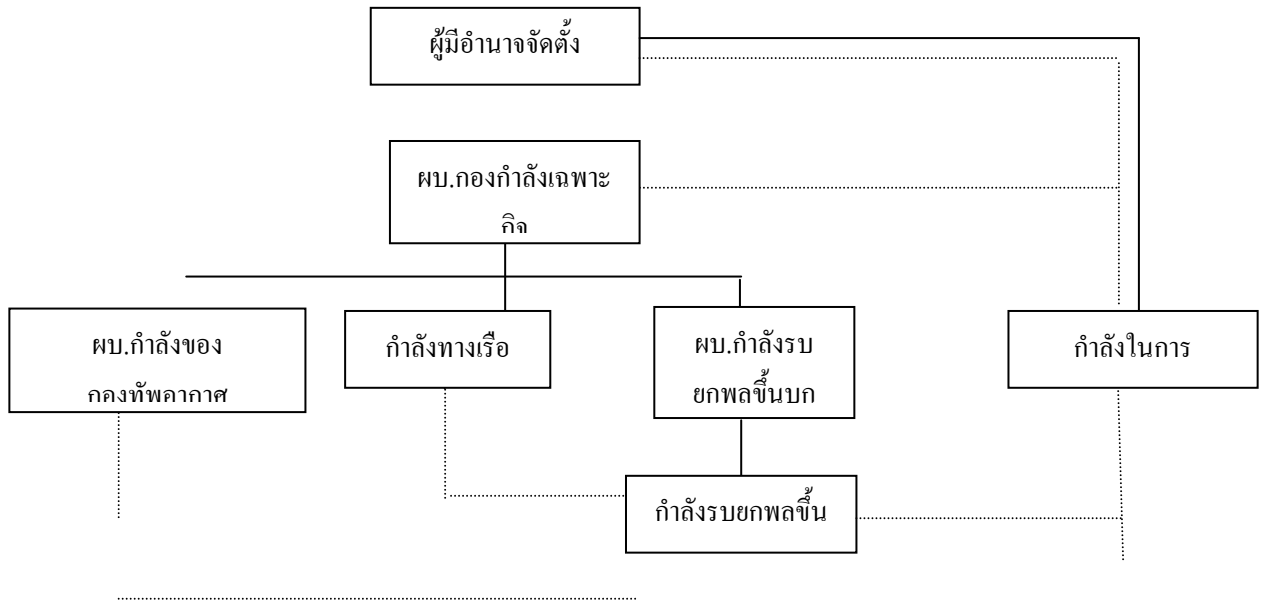 ผู้มีอำนาจจัดตั้ง
ผบ.กองกำลังเฉพาะ
กิจ
ผบ.กำลังของ
กองทัพอากาศ
กำลังทางเรือ
ผบ.กำลังรบ
ยกพลขึ้นบก
กำลังในการ
กำลังรบยกพลขึ้น